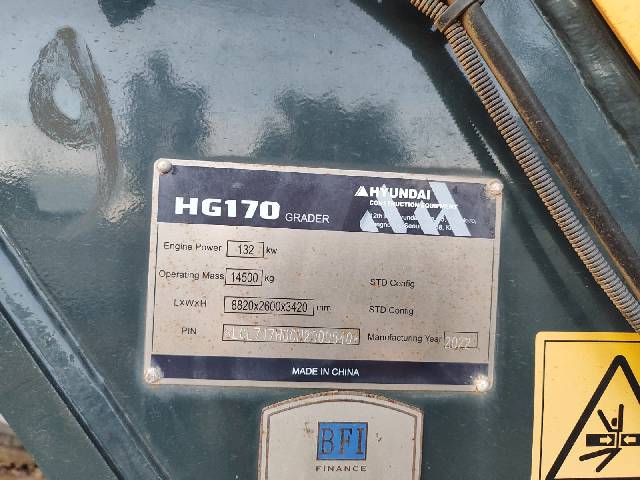 HG170 GRADER
HYUNDAI
CONSTRUCTION EQUIPMENT
Engine Power 132 kw
Operating Mass 14500 kg STD Config
LxWxH 8820x2600x3420 mm STD Config
PIN Manufacturing Year 2022
MADE IN CHINA
BFI
FINANCE